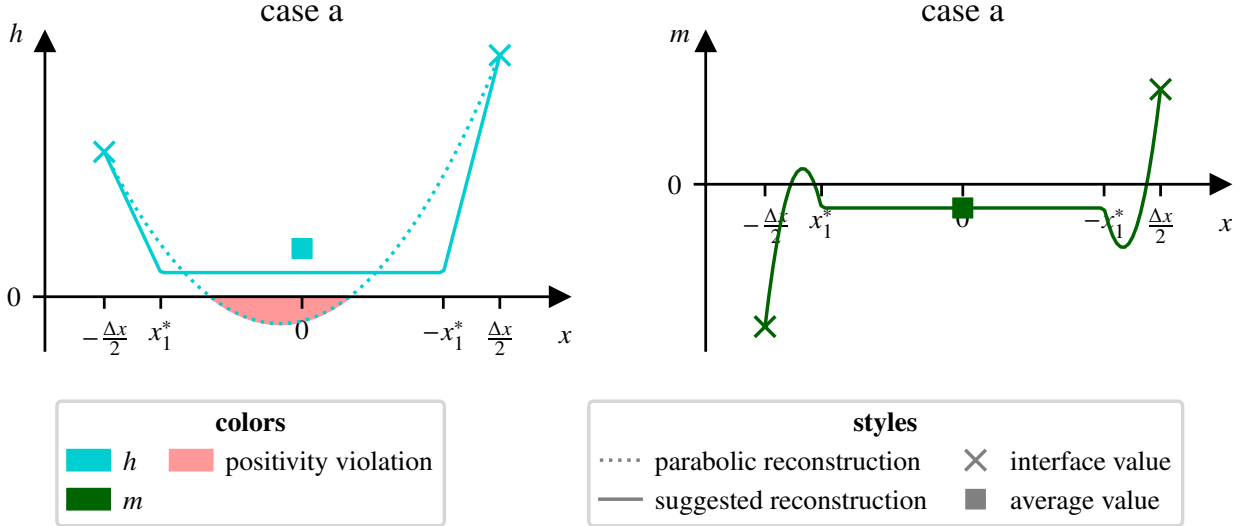 case a
h
0
−Δx/2
x₁*
0
−x₁*
Δx/2
x
case a
m
0
−Δx/2
x₁*
0
−x₁*
Δx/2
x
colors
h
positivity violation
m
styles
parabolic reconstruction
interface value
suggested reconstruction
average value